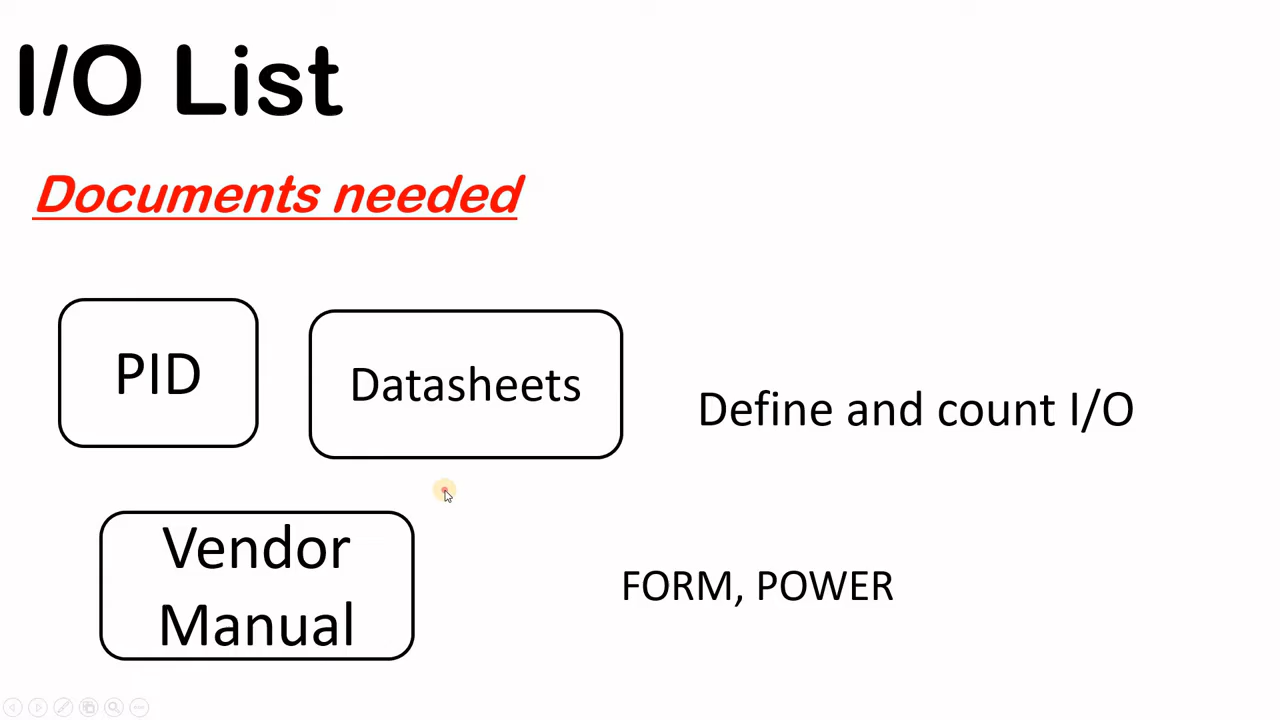 I/O List
Documents needed
PID
Datasheets
Define and count I/O
Vendor
Manual
FORM, POWER